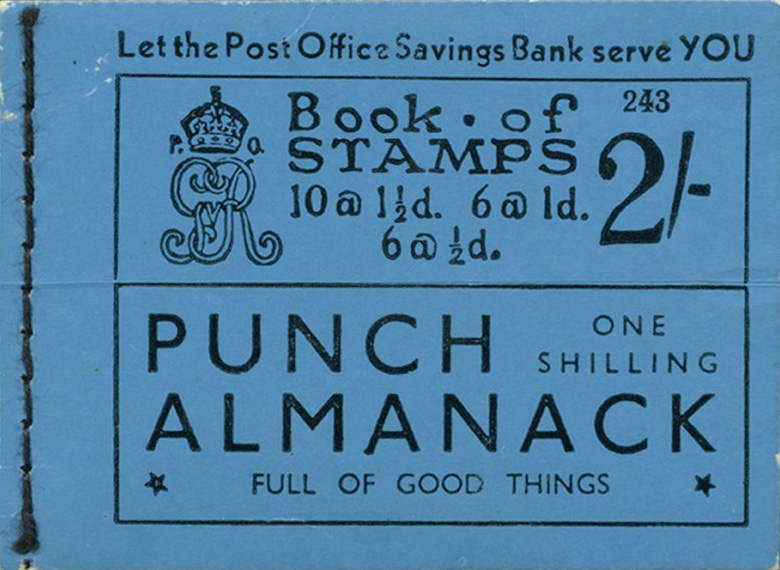 Let the Post Office Savings Bank serve YOU
243
P. O.
GR
Book · of
STAMPS
2/-
10 @ 1½d. 6 @ 1d.
6 @ ½d.
PUNCH
ONE
SHILLING
ALMANACK
FULL OF GOOD THINGS